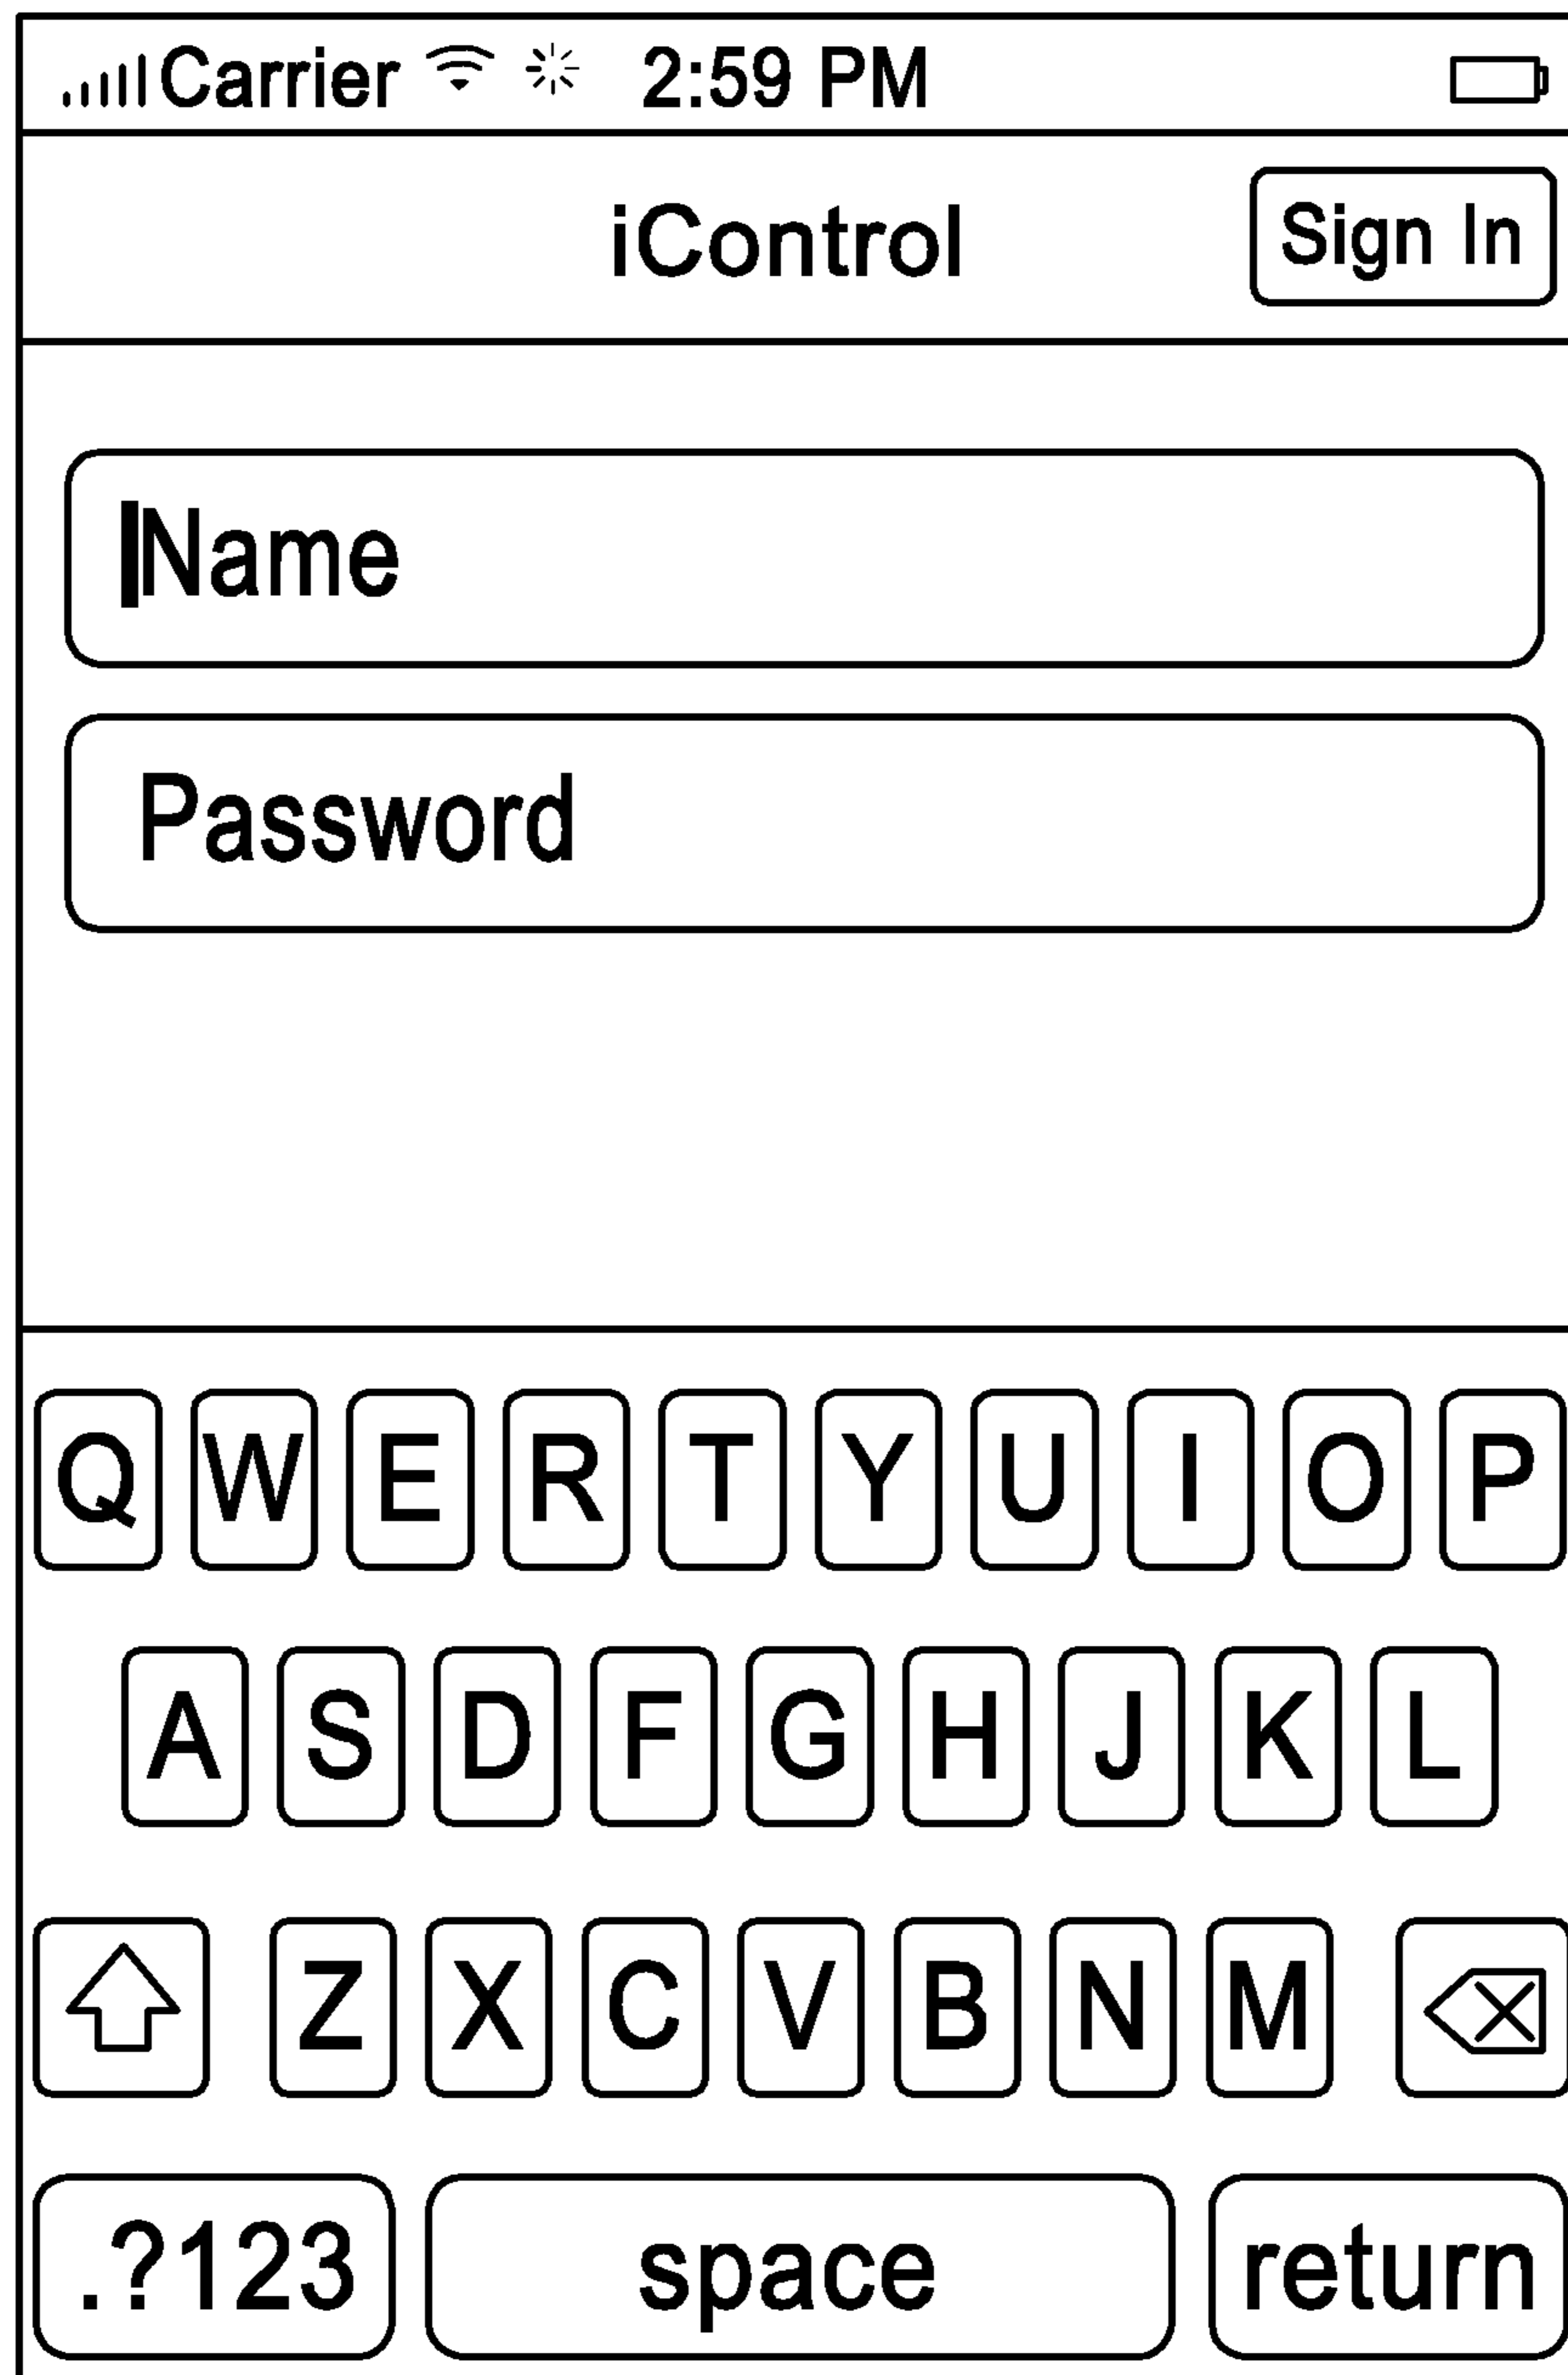 Carrier 2:59 PM
iControl Sign In
Name
Password
Q W E R T Y U I O P
A S D F G H J K L
Z X C V B N M
.?123 space return